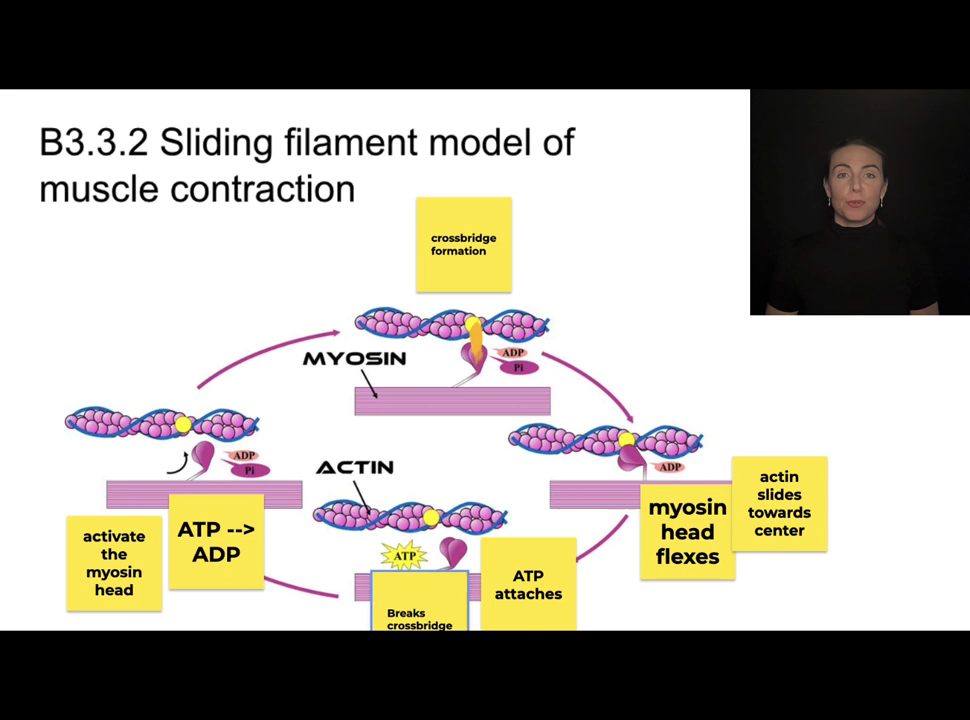 B3.3.2 Sliding filament model of
muscle contraction
crossbridge
formation
MYOSIN
ADP
Pi
ADP
Pi
ACTIN
ADP
actin
slides
towards
center
myosin
head
flexes
ATP
ATP
attaches
Breaks
crossbridge
ATP -->
ADP
activate
the
myosin
head